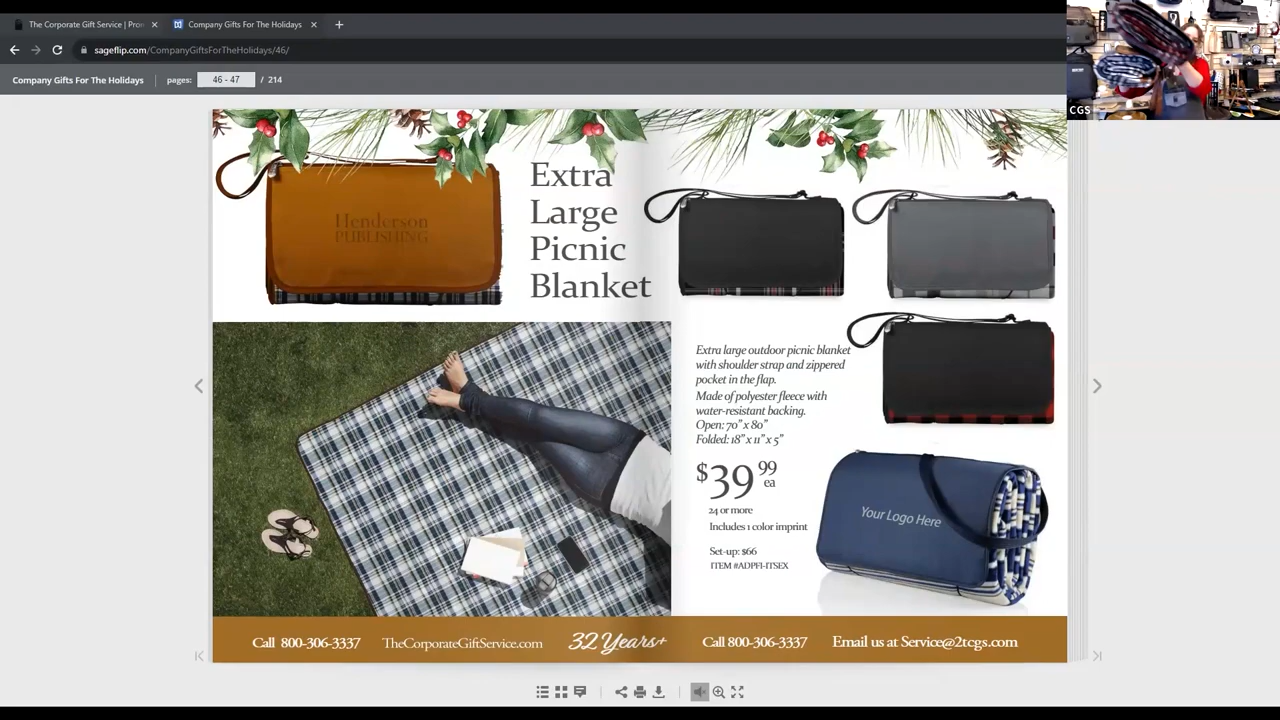 The Corporate Gift Service | Pro
Company Gifts For The Holidays
sageflip.com/CompanyGiftsForTheHolidays/46/
Company Gifts For The Holidays
pages:
46 - 47
/ 214
CGS
Henderson
PUBLISHING
Extra
Large
Picnic
Blanket
Extra large outdoor picnic blanket
with shoulder strap and zippered
pocket in the flap.
Made of polyester fleece with
water-resistant backing.
Open: 70" x 80"
Folded: 18" x 11" x 5"
$39 99
ea
24 or more
Includes 1 color imprint
Set-up: $66
ITEM #ADPFI-ITSEX
Your Logo Here
Call 800-306-3337 TheCorporateGiftService.com 32 Years+ Call 800-306-3337 Email us at Service@2tcgs.com